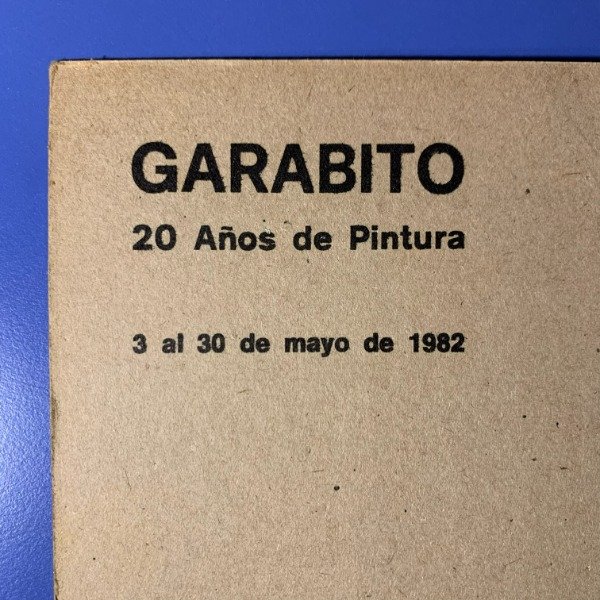 GARABITO
20 Años de Pintura
3 al 30 de mayo de 1982